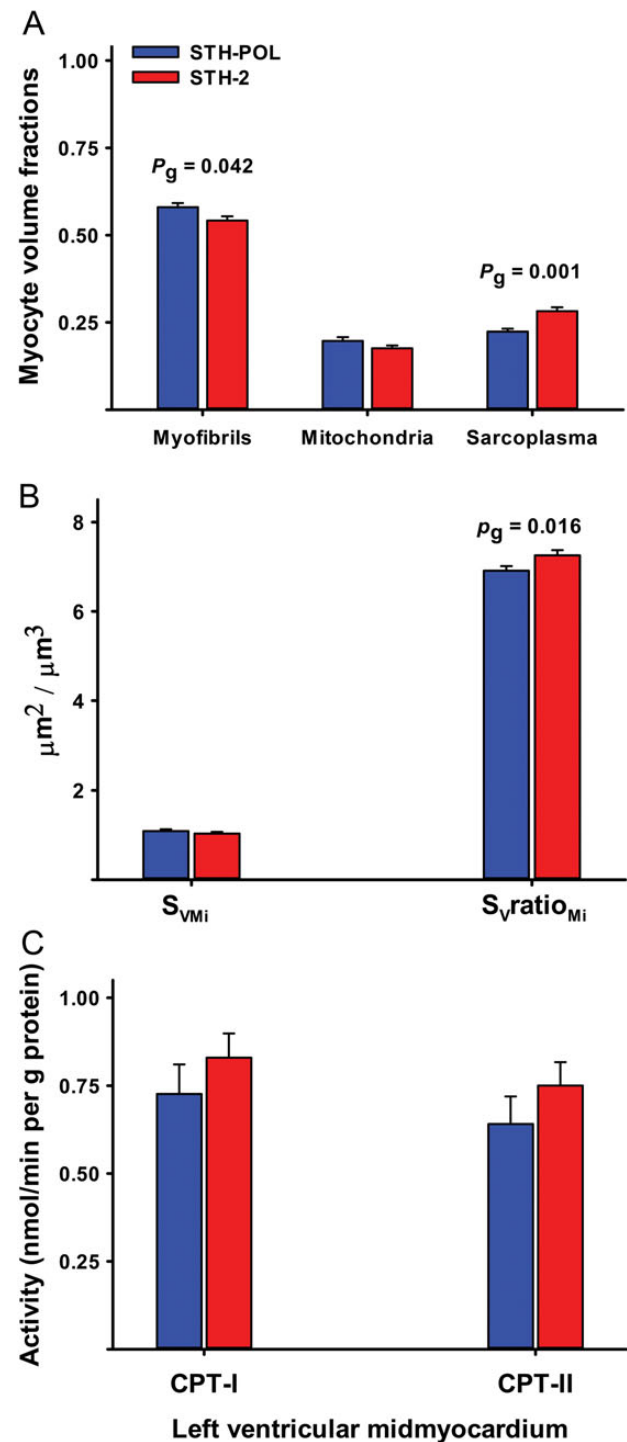 A
STH-POL
STH-2
Myocyte volume fractions
1.00
0.75
0.50
0.25
Pg = 0.042
Pg = 0.001
Myofibrils Mitochondria Sarcoplasma
B
μm² / μm³
8
6
4
2
pg = 0.016
SVMi SVratioMi
C
Activity (nmol/min per g protein)
1.00
0.75
0.50
0.25
CPT-I CPT-II
Left ventricular midmyocardium